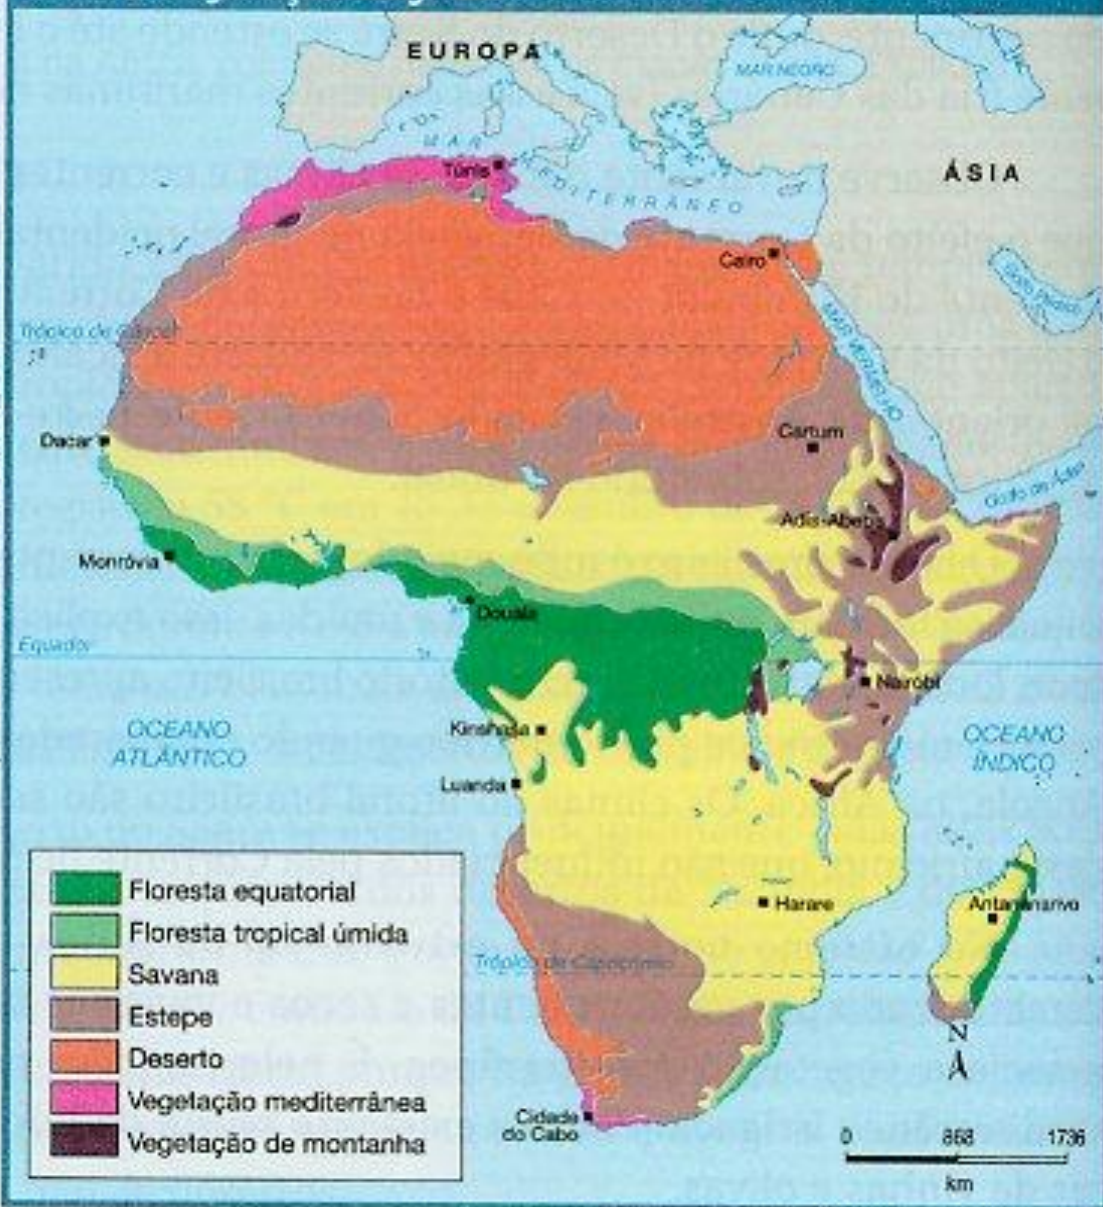 EUROPA
MAR NEGRO
ÁSIA
MAR
MEDITERRÂNEO
Túnis
Cairo
Trópico de Câncer
MAR VERMELHO
Dacar
Cartum
Golfo de Áden
Adis-Abeba
Monróvia
Douala
Equador
Nairóbi
OCEANO
ATLÂNTICO
Kinshasa
OCEANO
ÍNDICO
Luanda
Floresta equatorial
Floresta tropical úmida
Savana
Estepe
Deserto
Vegetação mediterrânea
Vegetação de montanha
Harare
Antananarivo
Trópico de Capricórnio
N
Cidade
do Cabo
0 868 1736
km